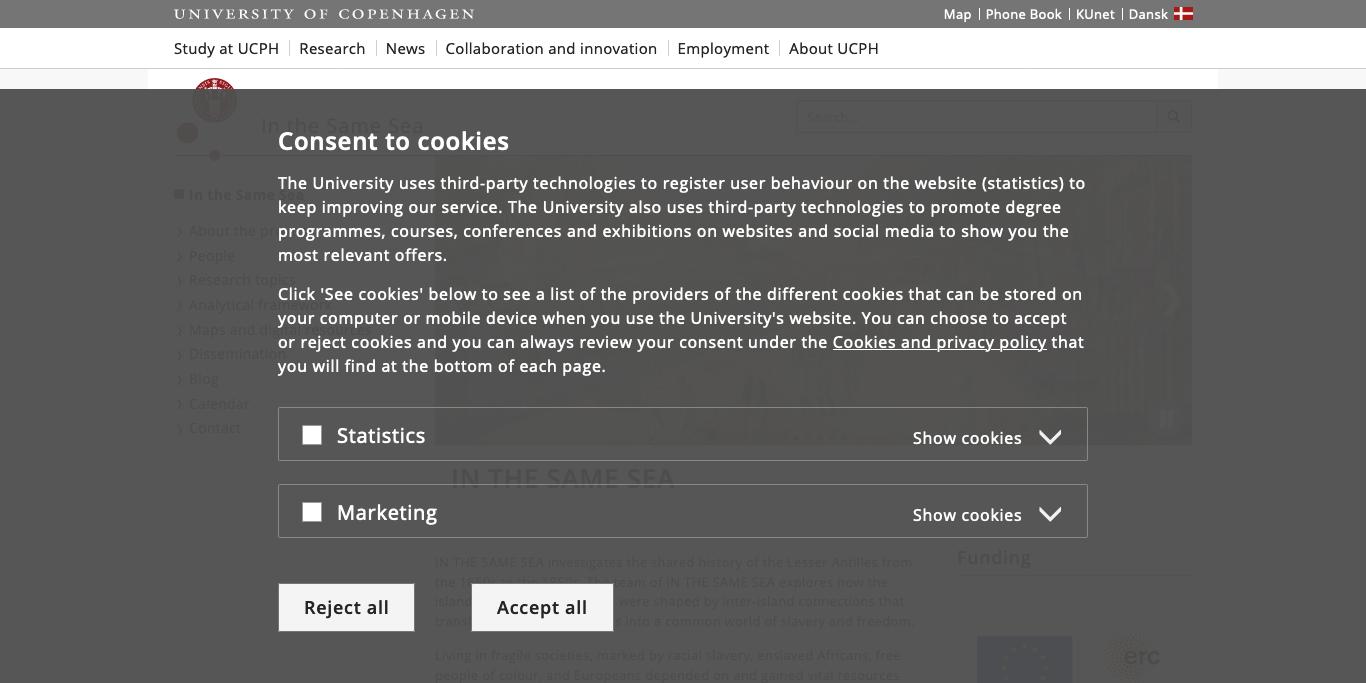 UNIVERSITY OF COPENHAGEN
Map
Phone Book
KUnet
Dansk
Study at UCPH
Research
News
Collaboration and innovation
Employment
About UCPH
In the Same Sea
Search...
Consent to cookies
The University uses third-party technologies to register user behaviour on the website (statistics) to
keep improving our service. The University also uses third-party technologies to promote degree
programmes, courses, conferences and exhibitions on websites and social media to show you the
most relevant offers.
Click 'See cookies' below to see a list of the providers of the different cookies that can be stored on
your computer or mobile device when you use the University's website. You can choose to accept
or reject cookies and you can always review your consent under the Cookies and privacy policy that
you will find at the bottom of each page.
Statistics
Show cookies
Marketing
Show cookies
Reject all
Accept all
In the Same Sea
About the
People
Research topics
Analytical framework
Maps and digital resources
Dissemination
Blog
Calendar
Contact
IN THE SAME SEA
IN THE SAME SEA investigates the shared history of the Lesser Antilles from
the 1650s to the 1850s. The team of IN THE SAME SEA explores how the
were shaped by inter-island connections that
into a common world of slavery and freedom.
Living in fragile societies, marked by racial slavery, enslaved Africans, free
people of colour, and Europeans depended on and gained vital resources
Funding
erc